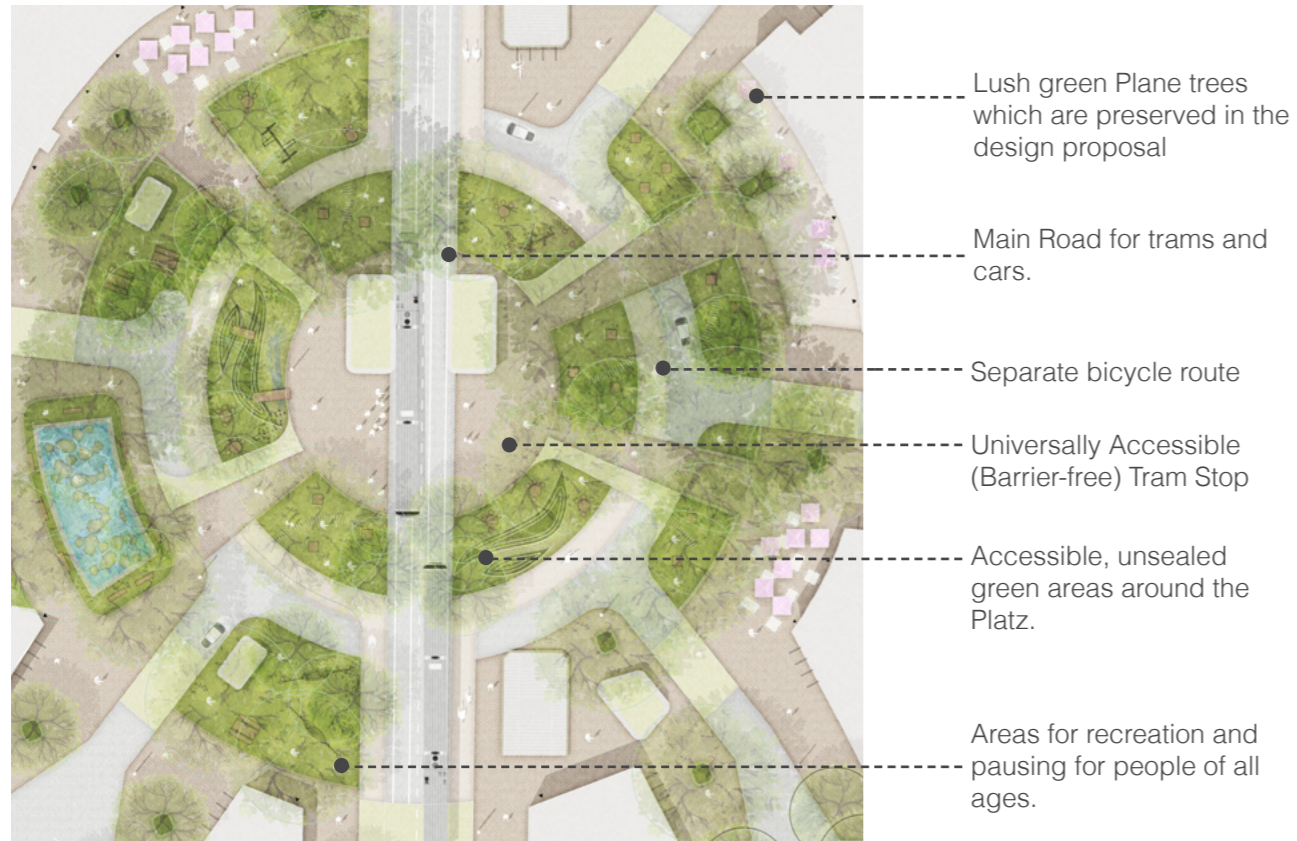 Lush green Plane trees
which are preserved in the
design proposal
Main Road for trams and
cars.
Separate bicycle route
Universally Accessible
(Barrier-free) Tram Stop
Accessible, unsealed
green areas around the
Platz.
Areas for recreation and
pausing for people of all
ages.